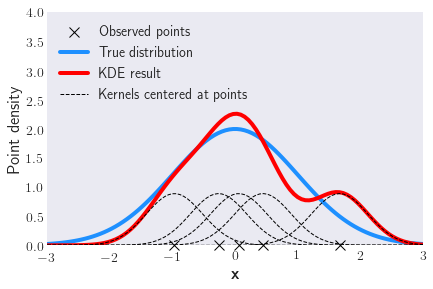 4.0
3.5
3.0
2.5
2.0
1.5
1.0
0.5
0.0
Point density
× Observed points
True distribution
KDE result
Kernels centered at points
−3 −2 −1 0 1 2 3
x